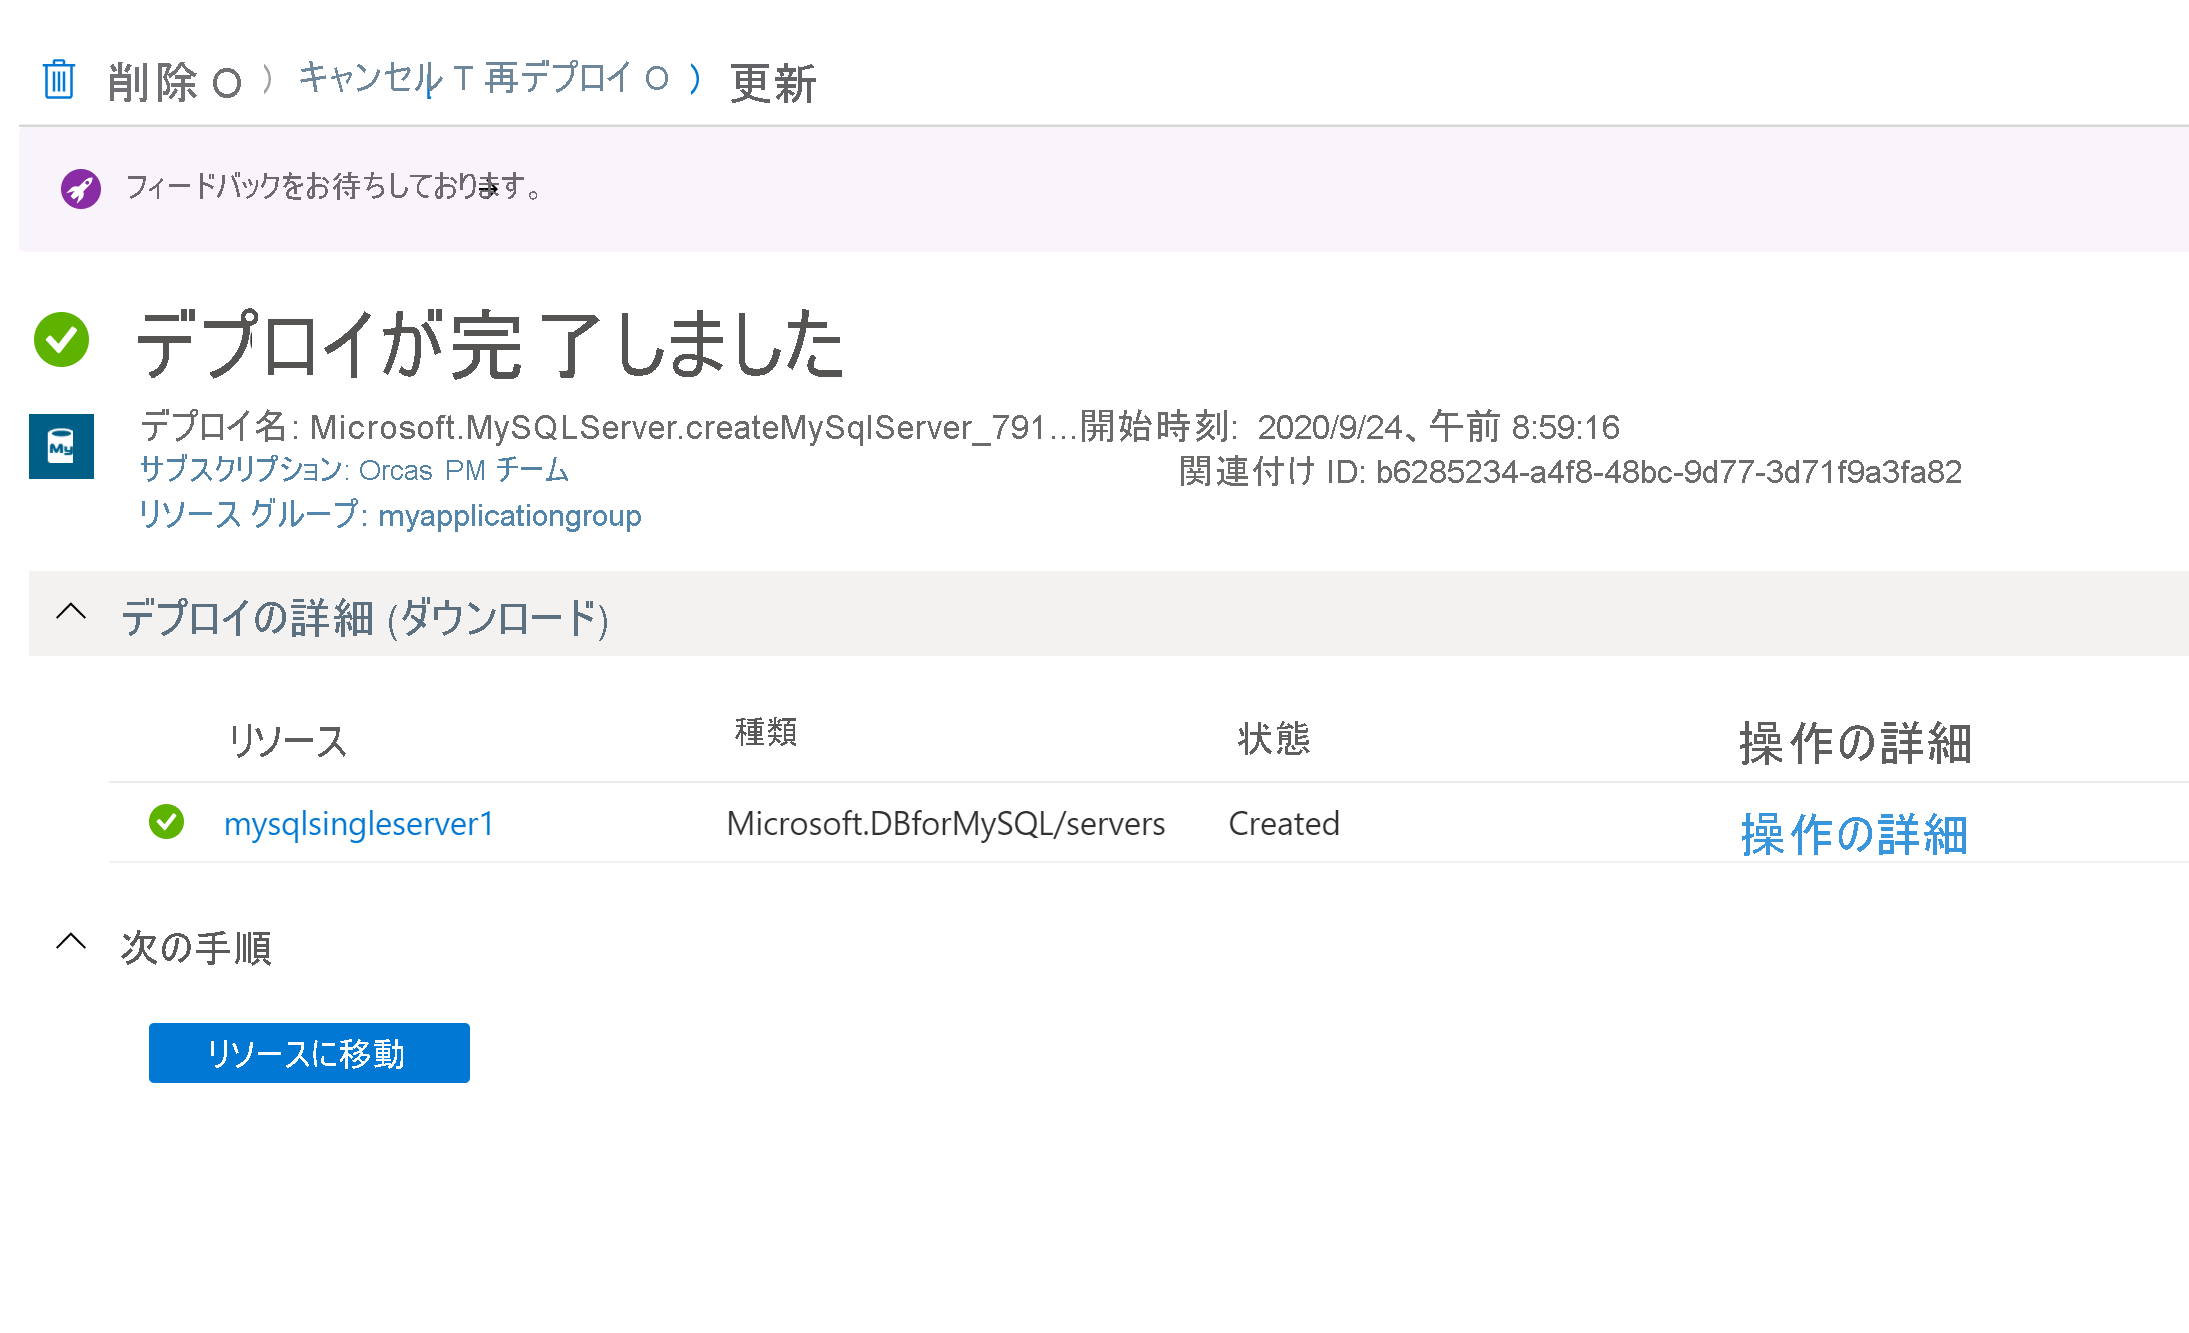 削除 O ) キャンセル T 再デプロイ O ) 更新
フィードバックをお待ちしております。
デプロイが完了しました
デプロイ名: Microsoft.MySQLServer.createMySqlServer_791...開始時刻: 2020/9/24、午前 8:59:16
My
サブスクリプション: Orcas PM チーム 関連付け ID: b6285234-a4f8-48bc-9d77-3d71f9a3fa82
リソース グループ: myapplicationgroup
デプロイの詳細 (ダウンロード)
リソース 種類 状態 操作の詳細
mysqlsingleserver1 Microsoft.DBforMySQL/servers Created 操作の詳細
次の手順
リソースに移動